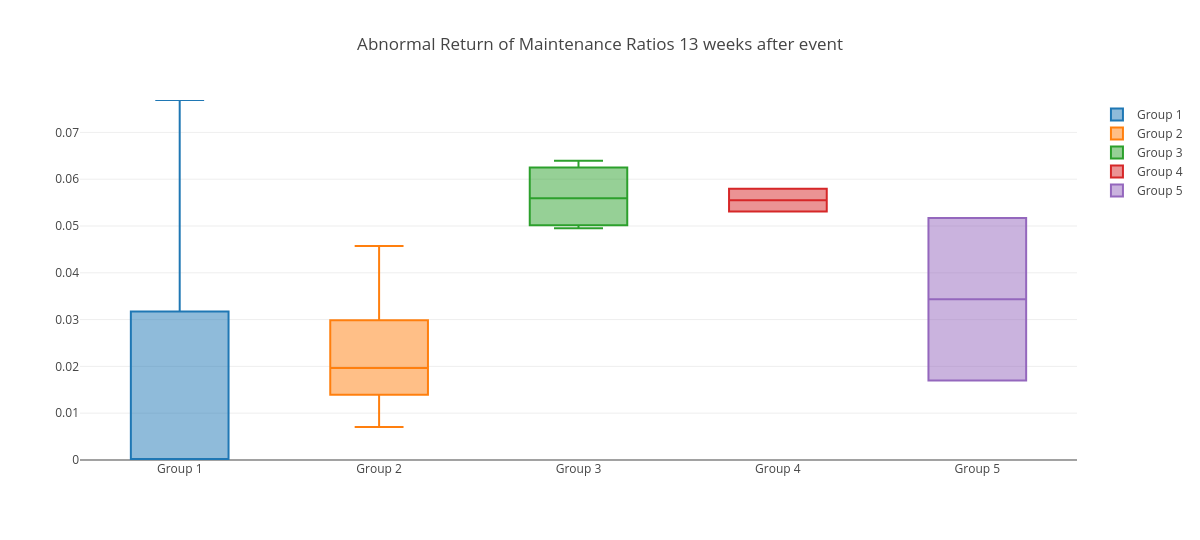 Abnormal Return of Maintenance Ratios 13 weeks after event
0.07
0.06
0.05
0.04
0.03
0.02
0.01
0
Group 1
Group 2
Group 3
Group 4
Group 5
Group 1
Group 2
Group 3
Group 4
Group 5